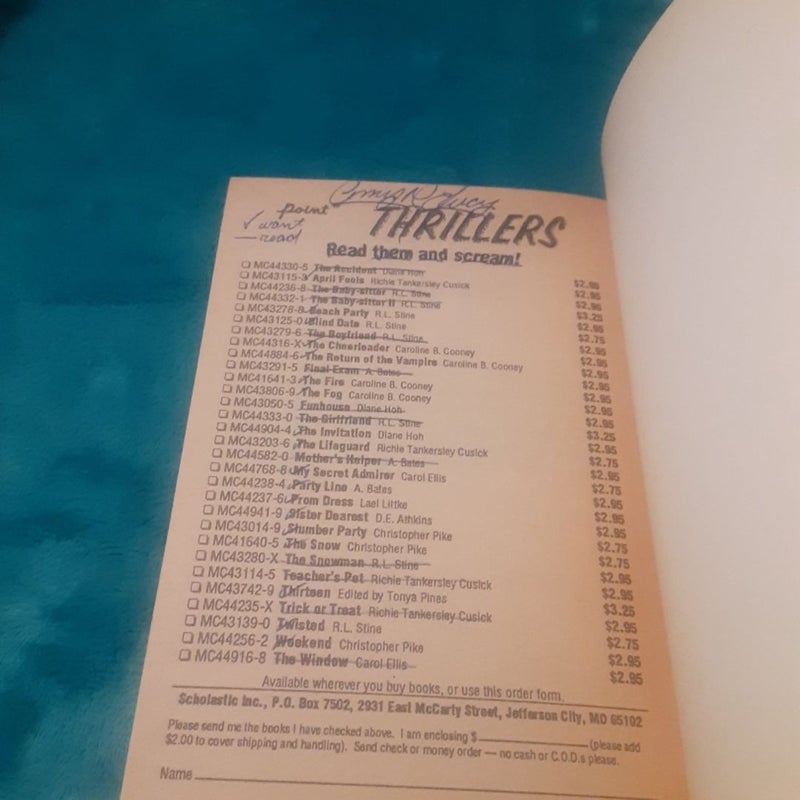 point
✓ want
— read
THRILLERS
Read them and scream!
❏ MC44330-5 The Accident Diane Hoh $2.95
❏ MC43115-3 April Fools Richie Tankersley Cusick $2.95
❏ MC44236-8 The Baby-sitter R.L. Stine $2.95
❏ MC44332-1 The Baby-sitter II R.L. Stine $3.25
❏ MC43278-8 Beach Party R.L. Stine $2.95
❏ MC43125-0 Blind Date R.L. Stine $2.75
❏ MC43279-6 The Boyfriend R.L. Stine $2.95
❏ MC44316-X The Cheerleader Caroline B. Cooney $2.95
❏ MC44884-6 The Return of the Vampire Caroline B. Cooney $2.95
❏ MC43291-5 Final Exam A. Bates $2.95
❏ MC41641-3 The Fire Caroline B. Cooney $2.95
❏ MC43806-9 The Fog Caroline B. Cooney $2.95
❏ MC43050-5 Funhouse Diane Hoh $2.95
❏ MC44333-0 The Girlfriend R.L. Stine $2.95
❏ MC44904-4 The Invitation Diane Hoh $3.25
❏ MC43203-6 The Lifeguard Richie Tankersley Cusick $2.95
❏ MC44582-0 Mother's Helper A. Bates $2.75
❏ MC44768-8 My Secret Admirer Carol Ellis $2.95
❏ MC44238-4 Party Line A. Bates $2.75
❏ MC44237-6 Prom Dress Lael Littke $2.95
❏ MC44941-9 Sister Dearest D.E. Athkins $2.95
❏ MC43014-9 Slumber Party Christopher Pike $2.75
❏ MC41640-5 The Snow Christopher Pike $2.75
❏ MC43280-X The Snowman R.L. Stine $2.95
❏ MC43114-5 Teacher's Pet Richie Tankersley Cusick $2.95
❏ MC43742-9 Thirteen Edited by Tonya Pines $3.25
❏ MC44235-X Trick or Treat Richie Tankersley Cusick $2.95
❏ MC43139-0 Twisted R.L. Stine $2.75
❏ MC44256-2 Weekend Christopher Pike $2.95
❏ MC44916-8 The Window Carol Ellis $2.95
Available wherever you buy books, or use this order form.
Scholastic Inc., P.O. Box 7502, 2931 East McCarty Street, Jefferson City, MO 65102
Please send me the books I have checked above. I am enclosing $ (please add
$2.00 to cover shipping and handling). Send check or money order — no cash or C.O.D.s please.
Name